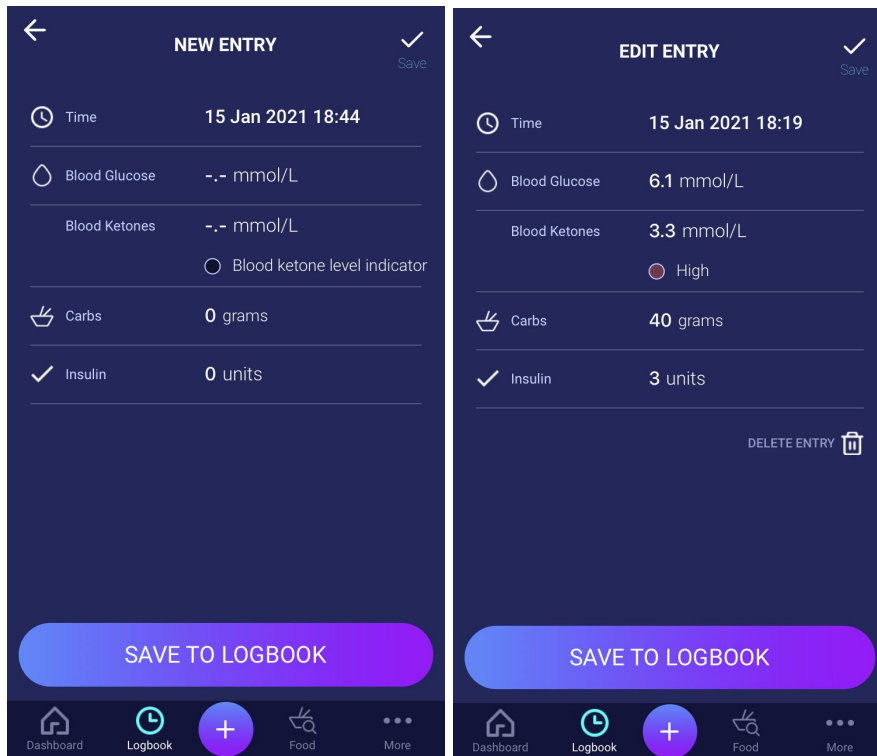 NEW ENTRY
Save
Time 15 Jan 2021 18:44
Blood Glucose -.- mmol/L
Blood Ketones -.- mmol/L
Blood ketone level indicator
Carbs 0 grams
Insulin 0 units
SAVE TO LOGBOOK
Dashboard Logbook + Food More
EDIT ENTRY
Save
Time 15 Jan 2021 18:19
Blood Glucose 6.1 mmol/L
Blood Ketones 3.3 mmol/L
High
Carbs 40 grams
Insulin 3 units
DELETE ENTRY
SAVE TO LOGBOOK
Dashboard Logbook + Food More